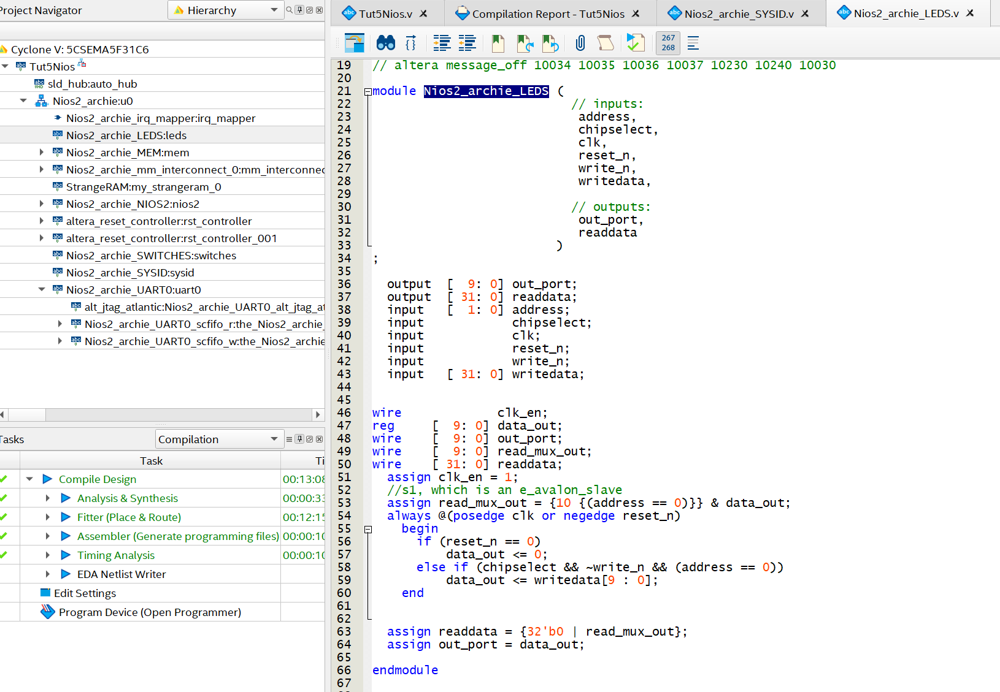 Project Navigator
Hierarchy
Cyclone V: 5CSEMA5F31C6
Tut5Nios
sld_hub:auto_hub
Nios2_archie:u0
Nios2_archie_irq_mapper:irq_mapper
Nios2_archie_LEDS:leds
Nios2_archie_MEM:mem
Nios2_archie_mm_interconnect_0:mm_interconnec
StrangeRAM:my_strangeram_0
Nios2_archie_NIOS2:nios2
altera_reset_controller:rst_controller
altera_reset_controller:rst_controller_001
Nios2_archie_SWITCHES:switches
Nios2_archie_SYSID:sysid
Nios2_archie_UART0:uart0
alt_jtag_atlantic:Nios2_archie_UART0_alt_jtag_at
Nios2_archie_UART0_scfifo_r:the_Nios2_archie_
Nios2_archie_UART0_scfifo_w:the_Nios2_archie
Tasks
Compilation
Task Ti
Compile Design 00:13:08
Analysis & Synthesis 00:00:33
Fitter (Place & Route) 00:12:15
Assembler (Generate programming files) 00:00:10
Timing Analysis 00:00:10
EDA Netlist Writer
Edit Settings
Program Device (Open Programmer)
Tut5Nios.v
Compilation Report - Tut5Nios
Nios2_archie_SYSID.v
Nios2_archie_LEDS.v
267
268
19 // altera message_off 10034 10035 10036 10037 10230 10240 10030
20
21 module Nios2_archie_LEDS (
22 // inputs:
23 address,
24 chipselect,
25 clk,
26 reset_n,
27 write_n,
28 writedata,
29
30 // outputs:
31 out_port,
32 readdata
33 )
34 ;
35
36 output [ 9: 0] out_port;
37 output [ 31: 0] readdata;
38 input [ 1: 0] address;
39 input chipselect;
40 input clk;
41 input reset_n;
42 input write_n;
43 input [ 31: 0] writedata;
44
45
46 wire clk_en;
47 reg [ 9: 0] data_out;
48 wire [ 9: 0] out_port;
49 wire [ 9: 0] read_mux_out;
50 wire [ 31: 0] readdata;
51 assign clk_en = 1;
52 //s1, which is an e_avalon_slave
53 assign read_mux_out = {10 {(address == 0)}} & data_out;
54 always @(posedge clk or negedge reset_n)
55 begin
56 if (reset_n == 0)
57 data_out <= 0;
58 else if (chipselect && ~write_n && (address == 0))
59 data_out <= writedata[9 : 0];
60 end
61
62
63 assign readdata = {32'b0 | read_mux_out};
64 assign out_port = data_out;
65
66 endmodule
67